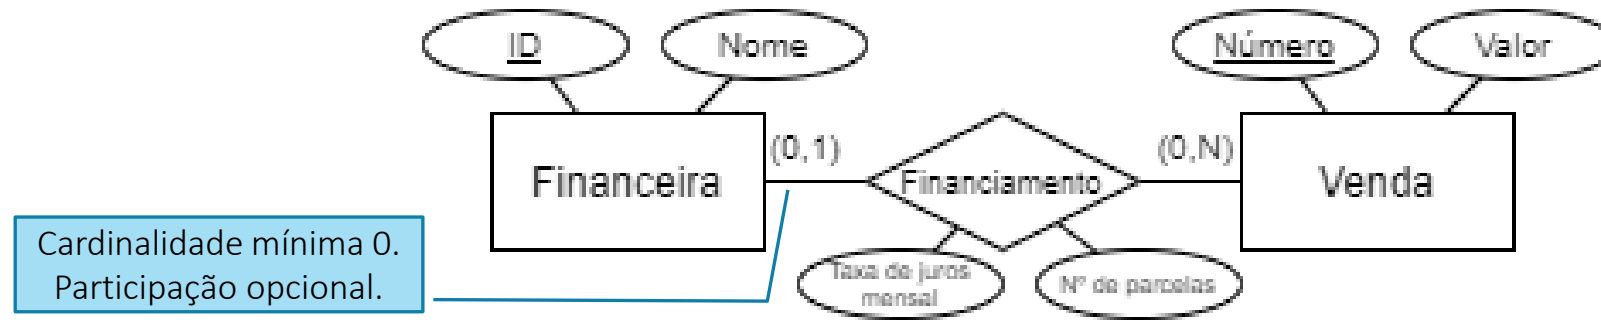 ID
Nome
Número
Valor
Financeira
(0,1)
Financiamento
(0,N)
Venda
Cardinalidade mínima 0.
Participação opcional.
Taxa de juros
mensal
Nº de parcelas